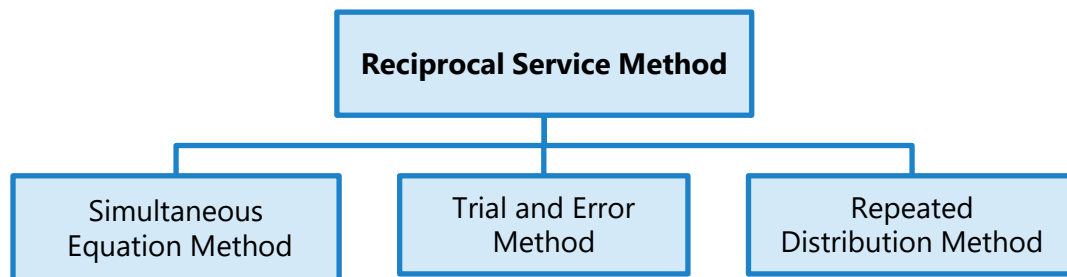 Reciprocal Service Method
Simultaneous
Equation Method
Trial and Error
Method
Repeated
Distribution Method